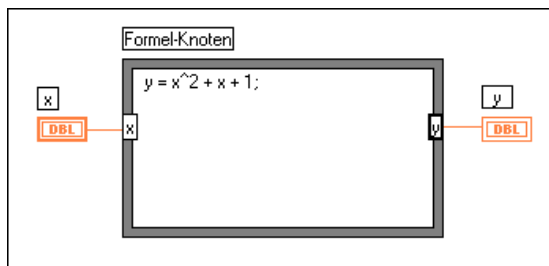 Formel-Knoten
y = x^2 + x + 1;
x
DBL
x
y
y
DBL